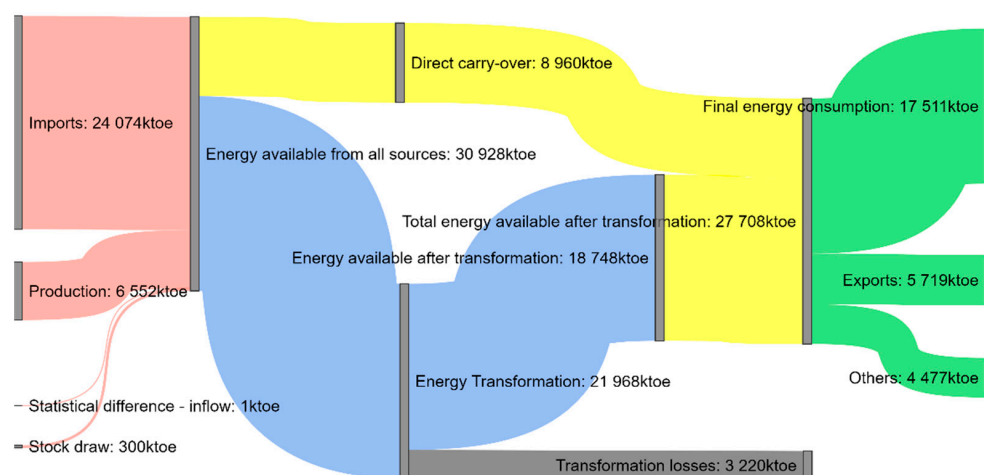 Direct carry-over: 8 960ktoe
Final energy consumption: 17 511ktoe
Imports: 24 074ktoe
Energy available from all sources: 30 928ktoe
Total energy available after transformation: 27 708ktoe
Energy available after transformation: 18 748ktoe
Exports: 5 719ktoe
Production: 6 552ktoe
Energy Transformation: 21 968ktoe
Others: 4 477ktoe
Statistical difference - inflow: 1ktoe
Stock draw: 300ktoe
Transformation losses: 3 220ktoe